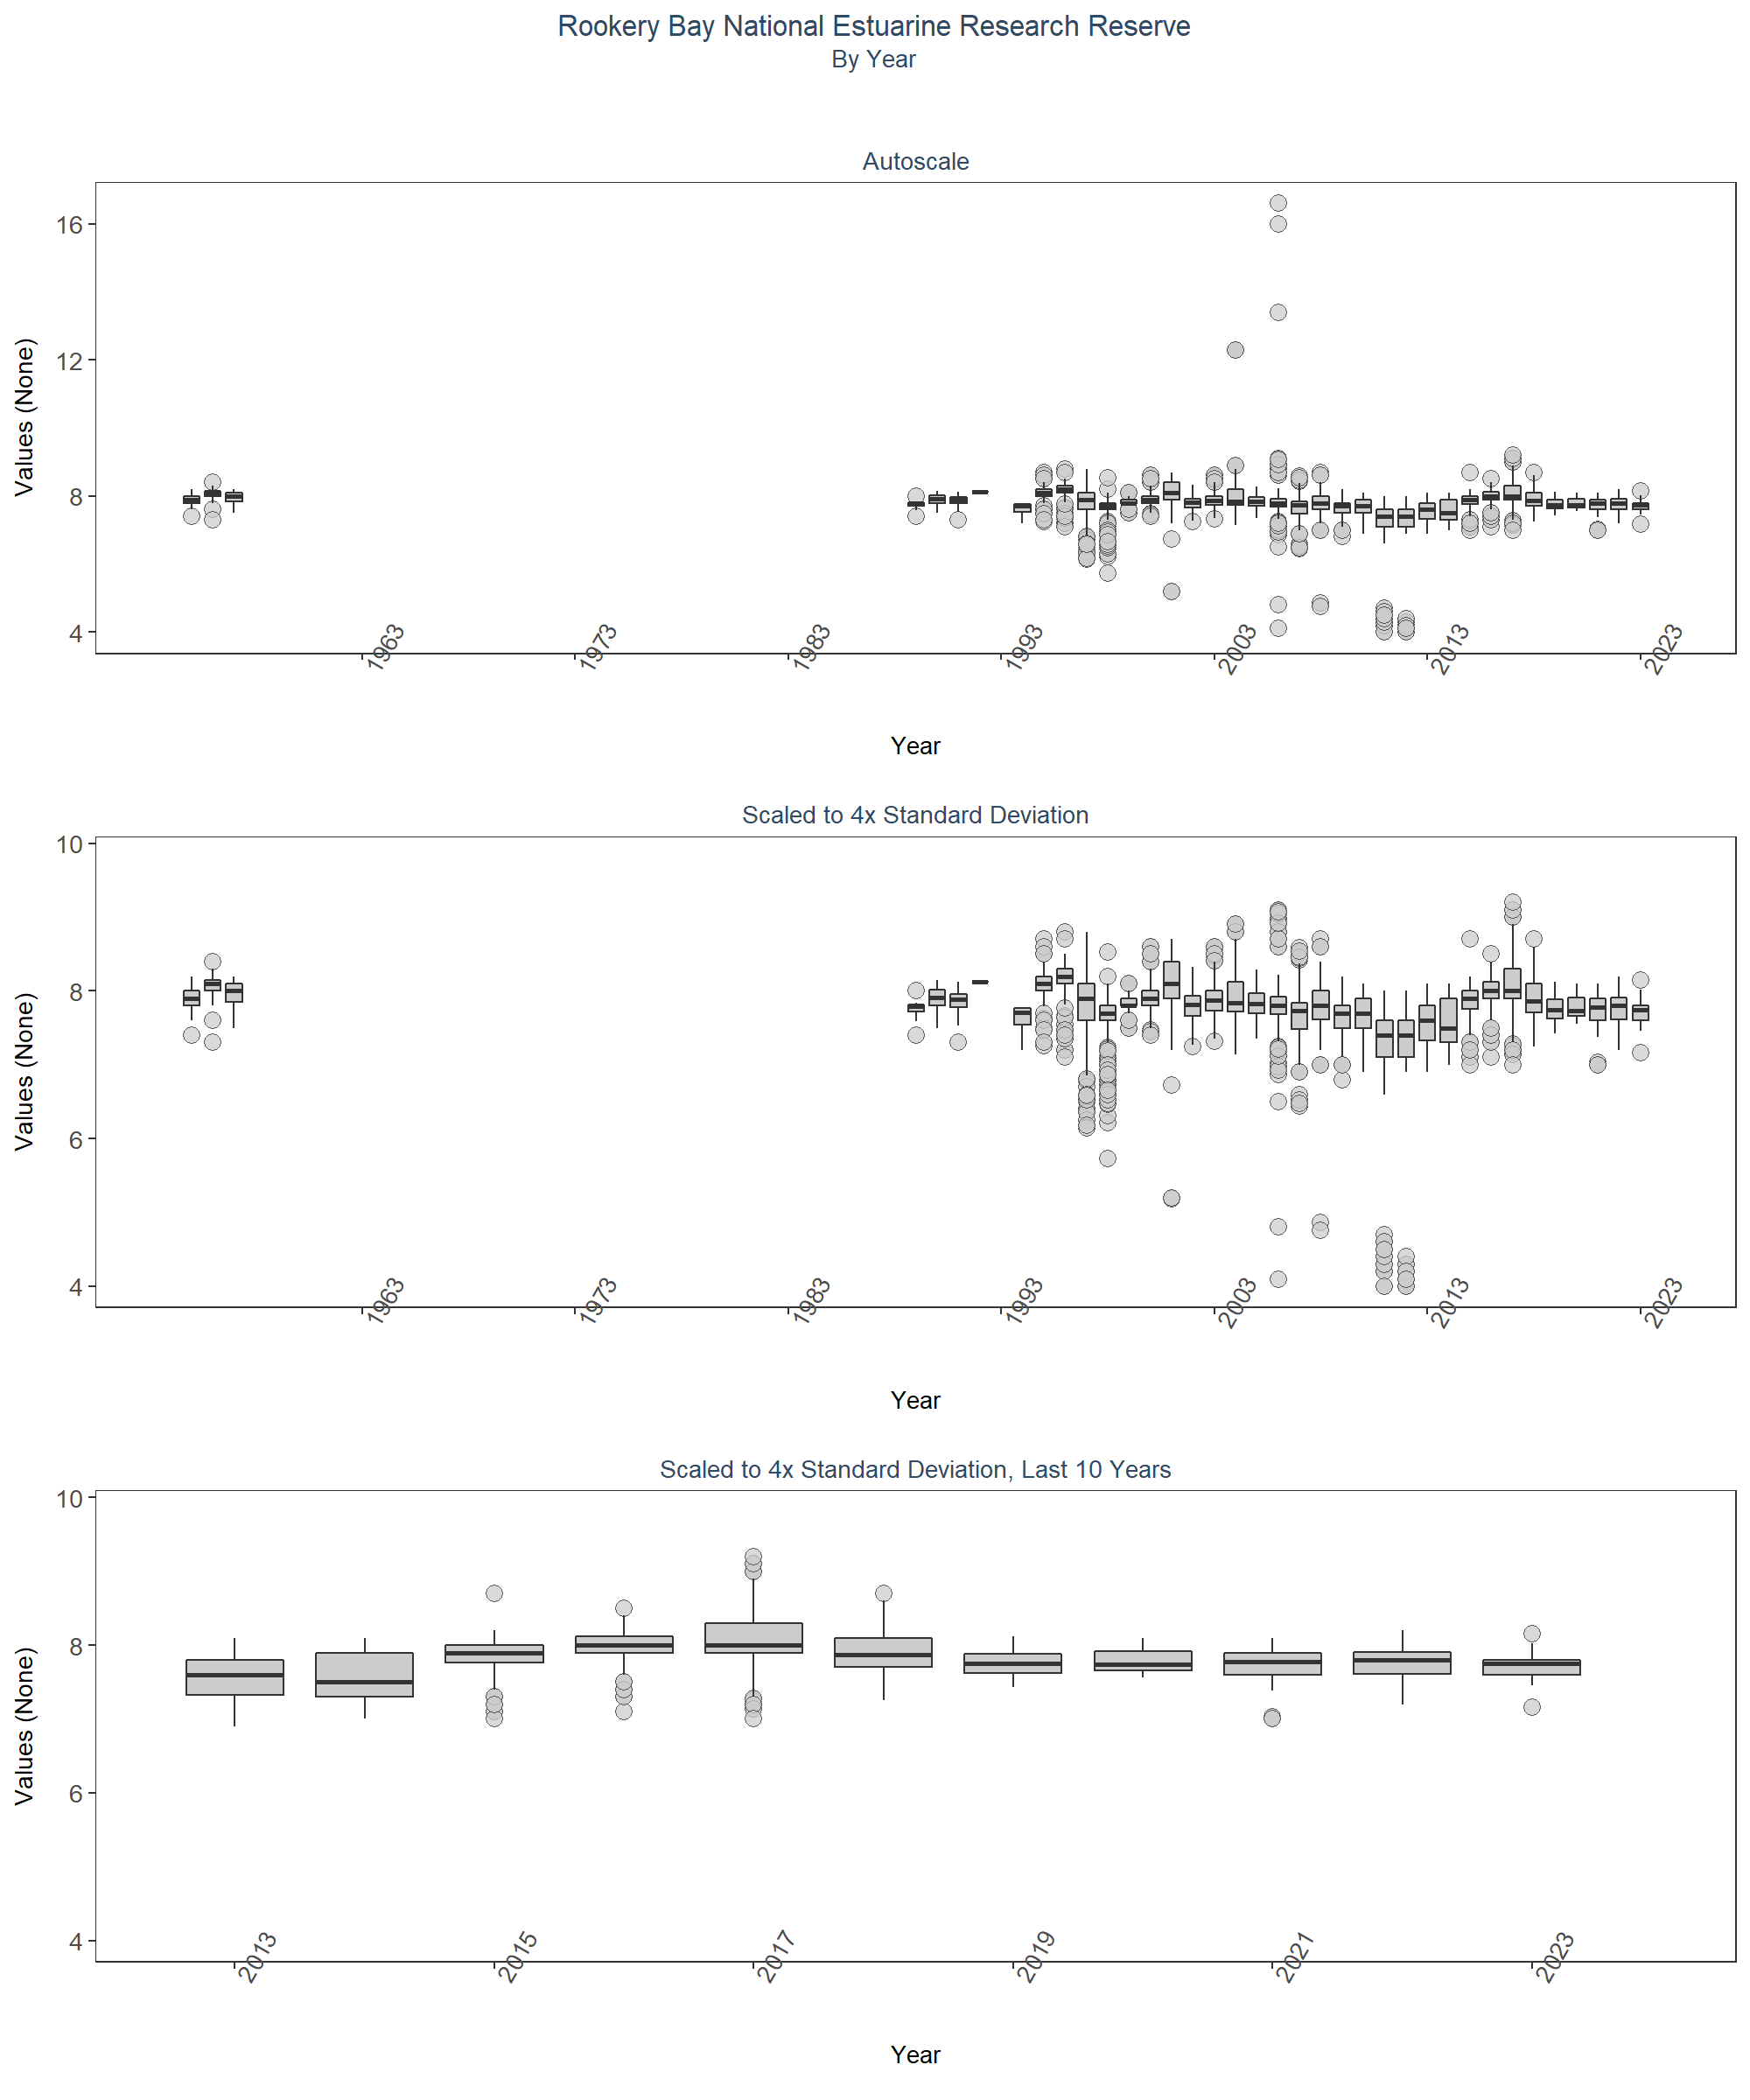 Rookery Bay National Estuarine Research Reserve
By Year
Autoscale
Values (None)
16
12
8
4
1963
1973
1983
1993
2003
2013
2023
Year
Scaled to 4x Standard Deviation
Values (None)
10
8
6
4
1963
1973
1983
1993
2003
2013
2023
Year
Scaled to 4x Standard Deviation, Last 10 Years
Values (None)
10
8
6
4
2013
2015
2017
2019
2021
2023
Year